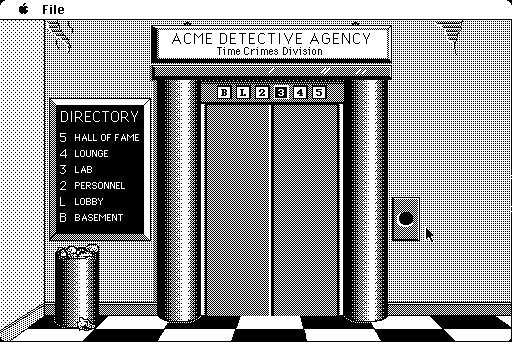 File
ACME DETECTIVE AGENCY
Time Crimes Division
B L 2 3 4 5
DIRECTORY
5 HALL OF FAME
4 LOUNGE
3 LAB
2 PERSONNEL
L LOBBY
B BASEMENT